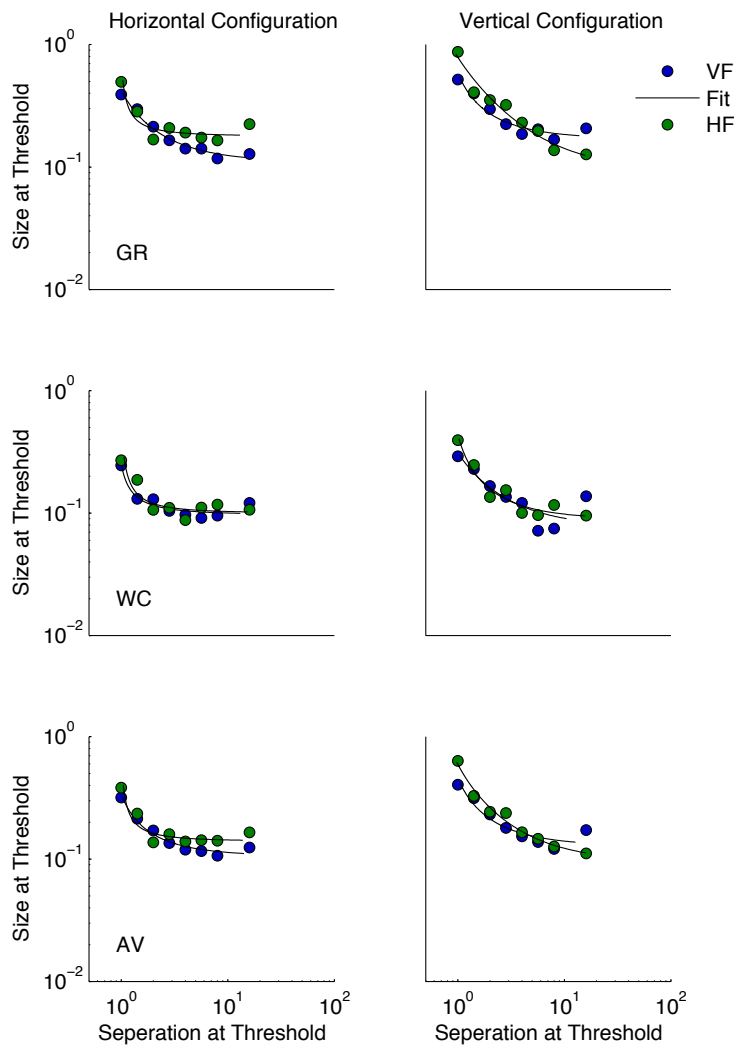 Horizontal Configuration
Vertical Configuration
10^0
10^-1
10^-2
Size at Threshold
GR
VF
Fit
HF
10^0
10^-1
10^-2
Size at Threshold
WC
10^0
10^-1
10^-2
Size at Threshold
AV
10^0 10^1 10^2
Seperation at Threshold
10^0 10^1 10^2
Seperation at Threshold